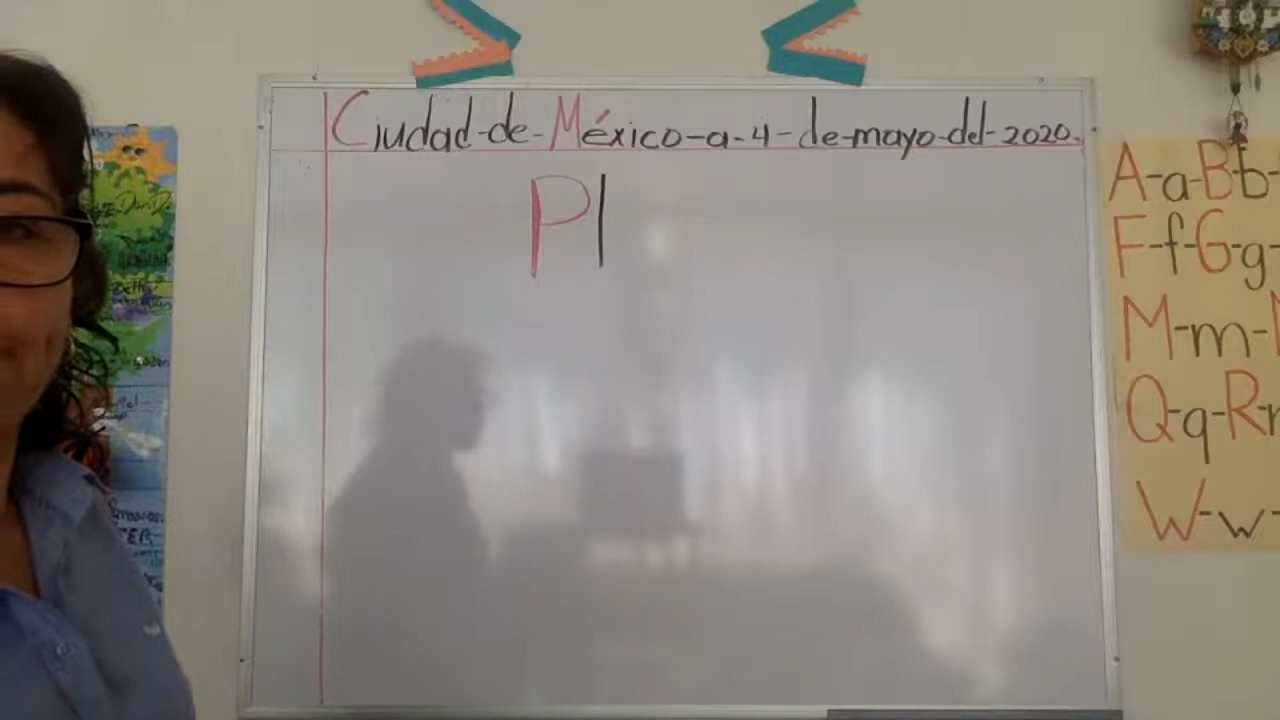 Ciudad-de-México-a-4-de-mayo-del-2020.
Pl
A-a-B-b-
F-f-G-g-
M-m-
Q-q-R-r
W-w-